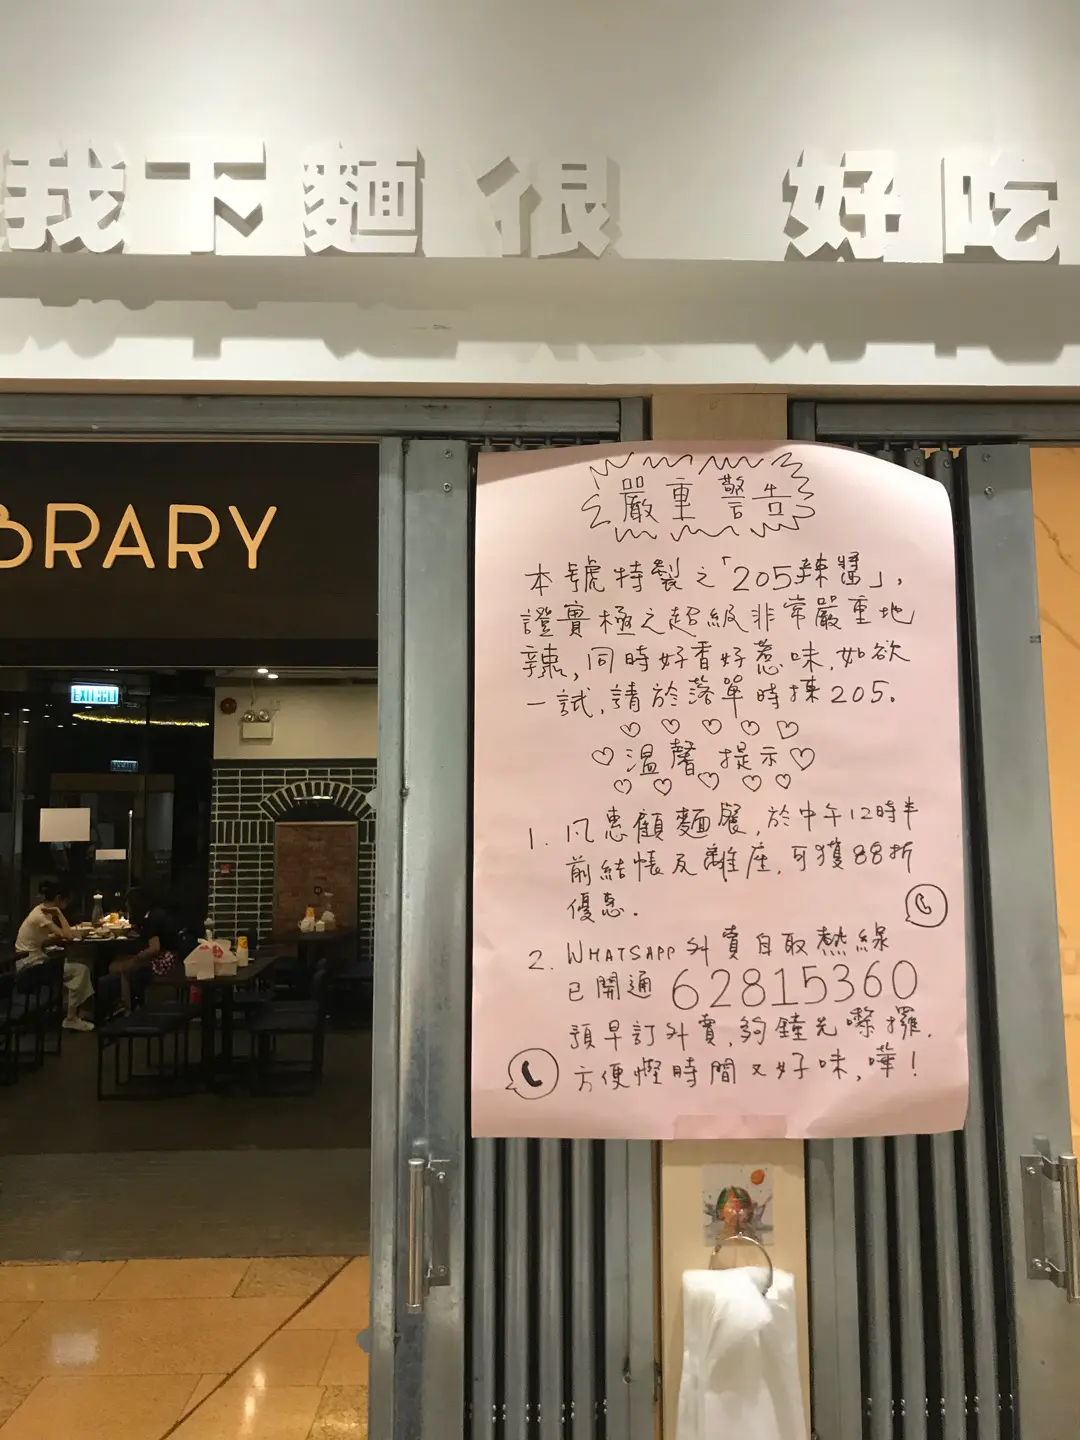 我下麵很 好吃
BRARY
EXIT 出口
嚴重警告
本號特製之「205辣醬」,
證實極之超級非常嚴重地
辣,同時好香好惹味,如欲
一試,請於落單時揀205.
溫馨提示
1. 凡惠顧麵餐,於中午12時半
前結帳及離座,可獲88折
優惠.
2. WHATSAPP外賣自取熱線
已開通 62815360
預早訂外賣,夠鐘先嚟攞.
方便慳時間又好味,嘩!